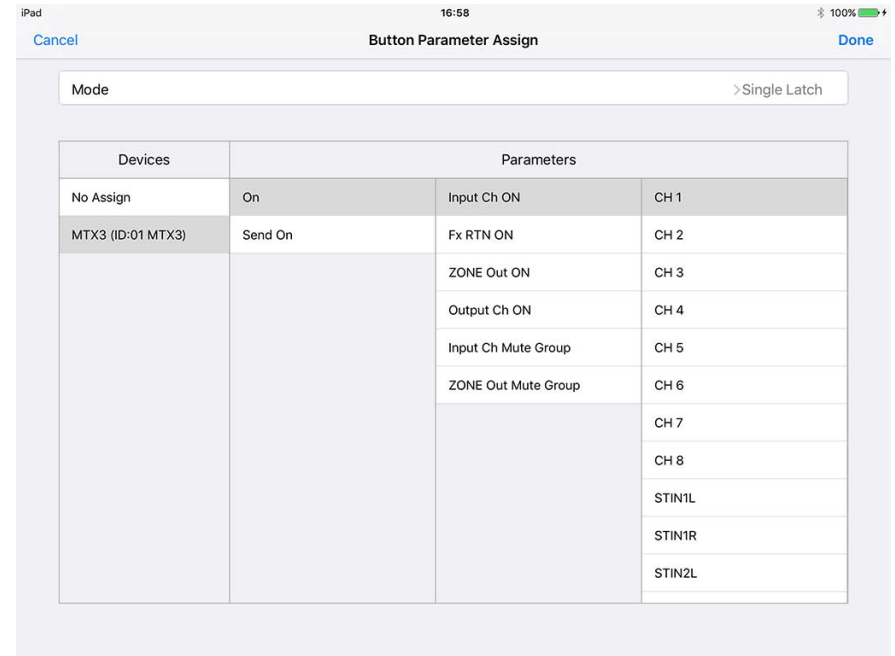 iPad 16:58 100%
Cancel Button Parameter Assign Done
Mode >Single Latch
Devices Parameters
No Assign On Input Ch ON CH 1
MTX3 (ID:01 MTX3) Send On Fx RTN ON CH 2
ZONE Out ON CH 3
Output Ch ON CH 4
Input Ch Mute Group CH 5
ZONE Out Mute Group CH 6
CH 7
CH 8
STIN1L
STIN1R
STIN2L